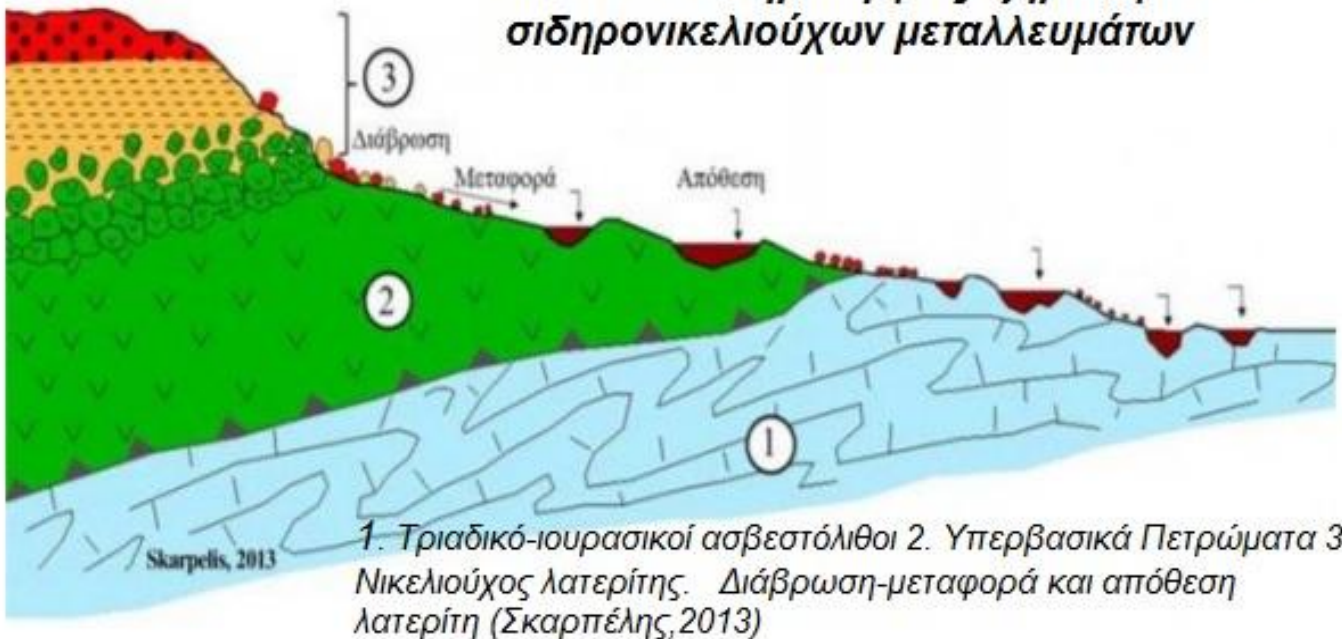 σιδηρονικελιούχων μεταλλευμάτων
3
Διάβρωση
Μεταφορά
Απόθεση
2
1
Skarpelis, 2013
1. Τριαδικό-ιουρασικοί ασβεστόλιθοι 2. Υπερβασικά Πετρώματα 3
Νικελιούχος λατερίτης. Διάβρωση-μεταφορά και απόθεση
λατερίτη (Σκαρπέλης,2013)